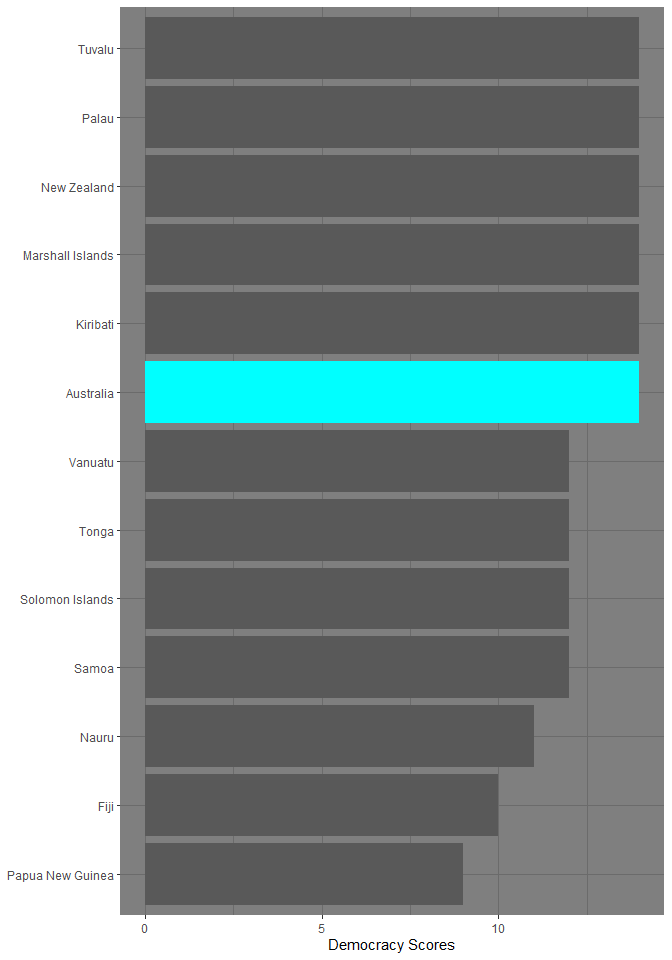 Tuvalu
Palau
New Zealand
Marshall Islands
Kiribati
Australia
Vanuatu
Tonga
Solomon Islands
Samoa
Nauru
Fiji
Papua New Guinea
0 5 10
Democracy Scores